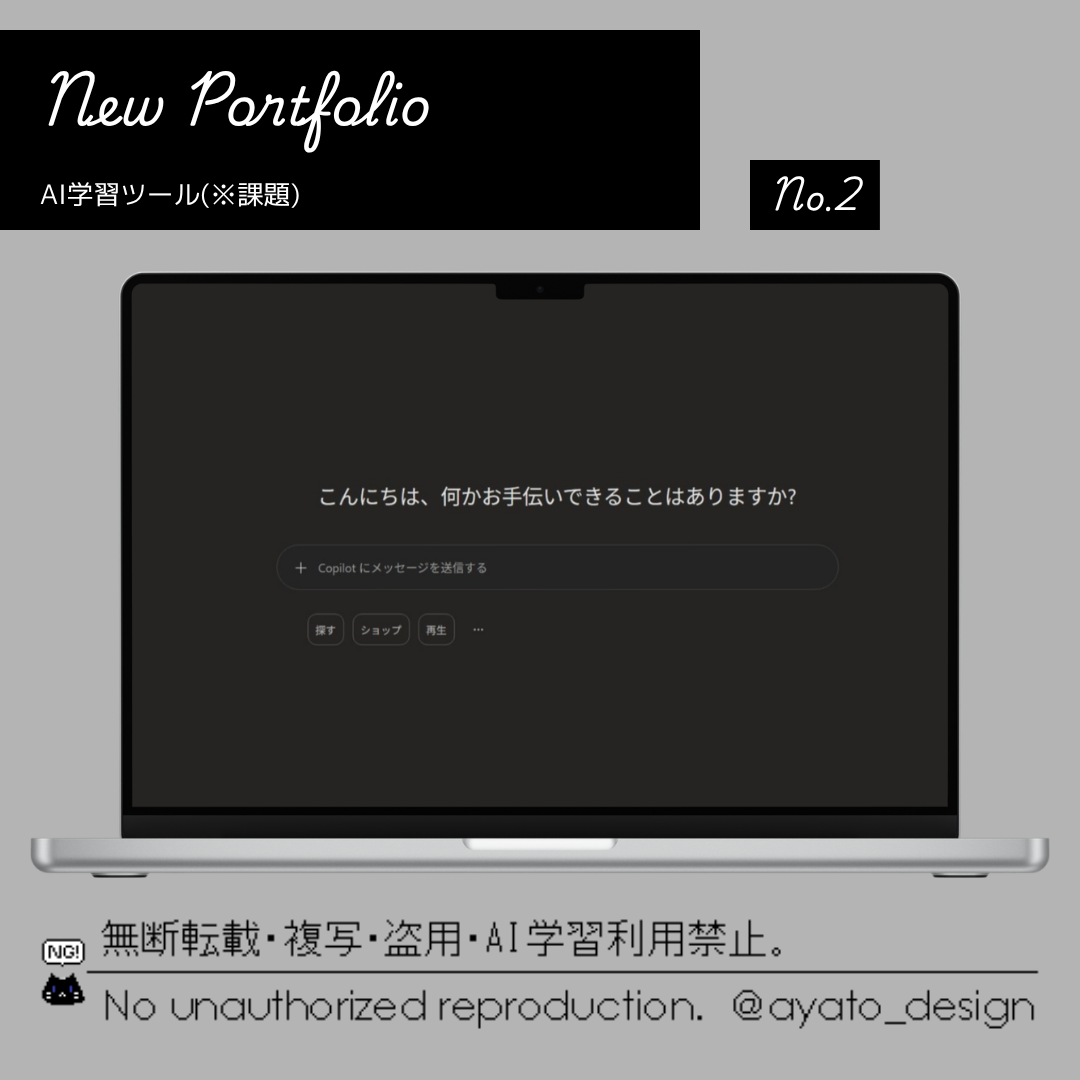 New Portfolio
AI学習ツール(※課題)
No.2
こんにちは、何かお手伝いできることはありますか?
+ Copilot にメッセージを送信する
探す ショップ 再生 …
NG!
無断転載・複写・盗用・AI学習利用禁止。
No unauthorized reproduction. @ayato_design